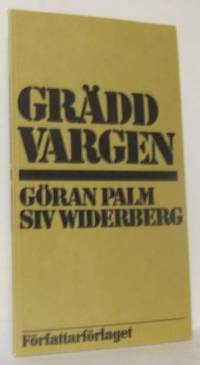 GRÄDD
VARGEN
GÖRAN PALM
SIV WIDERBERG
Författarförlaget